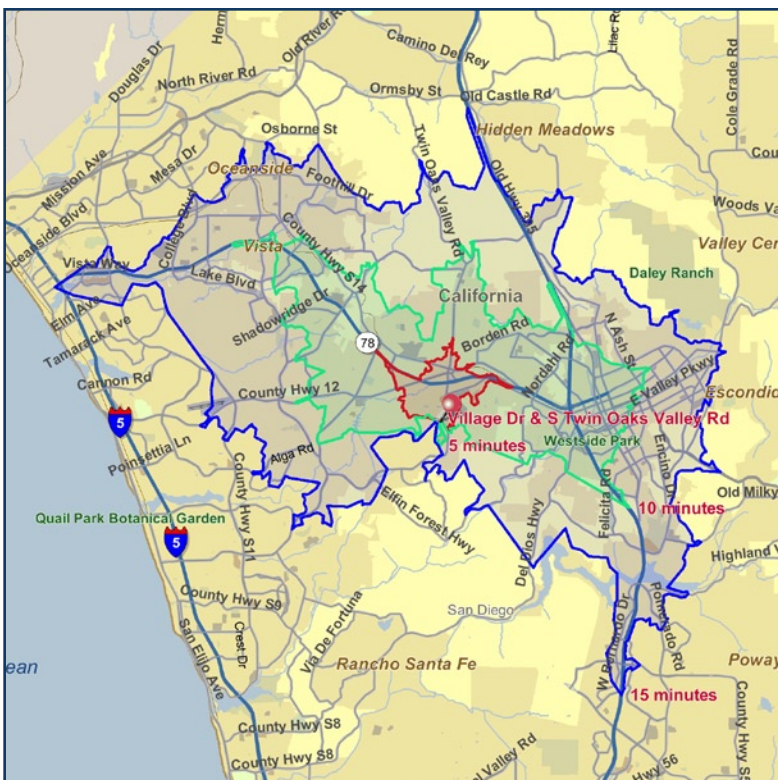 Herm
Douglas Dr
Old River Rd
Camino Del Rey
Lilac Rd
Cole Grade Rd
North River Rd
Ormsby St
Old Castle Rd
Osborne St
Hidden Meadows
Mission Ave
Mesa Dr
Oceanside
Foothill Dr
Twin Oaks Valley Rd
Old Hwy 395
Cou
Woods Va
Oceanside Blvd
College Blvd
County Hwy S14
Valley Cen
Vista Way
Vista
Lake Blvd
California
Daley Ranch
Elm Ave
Shadowridge Dr
Tamarack Ave
78
Borden Rd
Nordahl Rd
N Ash St
E Valley Pkwy
Cannon Rd
County Hwy 12
Escondid
5
Village Dr & S Twin Oaks Valley Rd
5 minutes
Westside Park
Poinsettia Ln
Alga Rd
County Hwy S11
Encino Dr
Elfin Forest Hwy
Felicita Rd
10 minutes
Old Milky
Quail Park Botanical Garden
5
Del Dios Hwy
Highland V
County Hwy S9
San Diego
Crest Dr
Via De Fortuna
San Elijo Ave
W Bernardo Dr
Pomerado Rd
ean
Rancho Santa Fe
Poway
15 minutes
County Hwy S8
County Hwy S5
County Hwy S8
el Valley Rd
Hwy 56